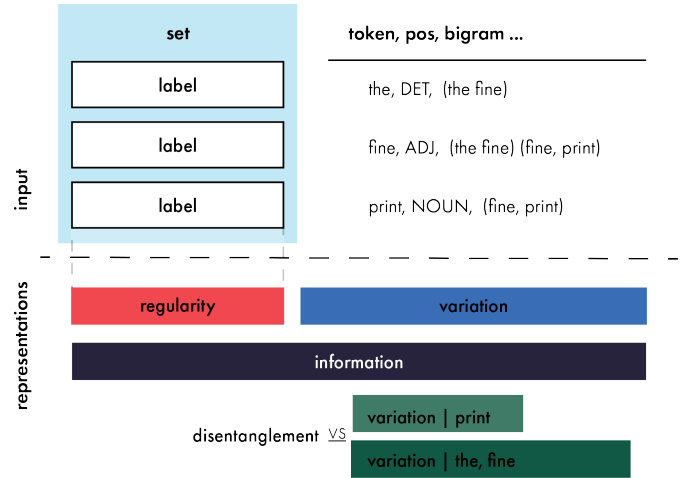 set
token, pos, bigram ...
label
the, DET, (the fine)
label
fine, ADJ, (the fine) (fine, print)
label
print, NOUN, (fine, print)
input
representations
regularity
variation
information
disentanglement vs
variation | print
variation | the, fine